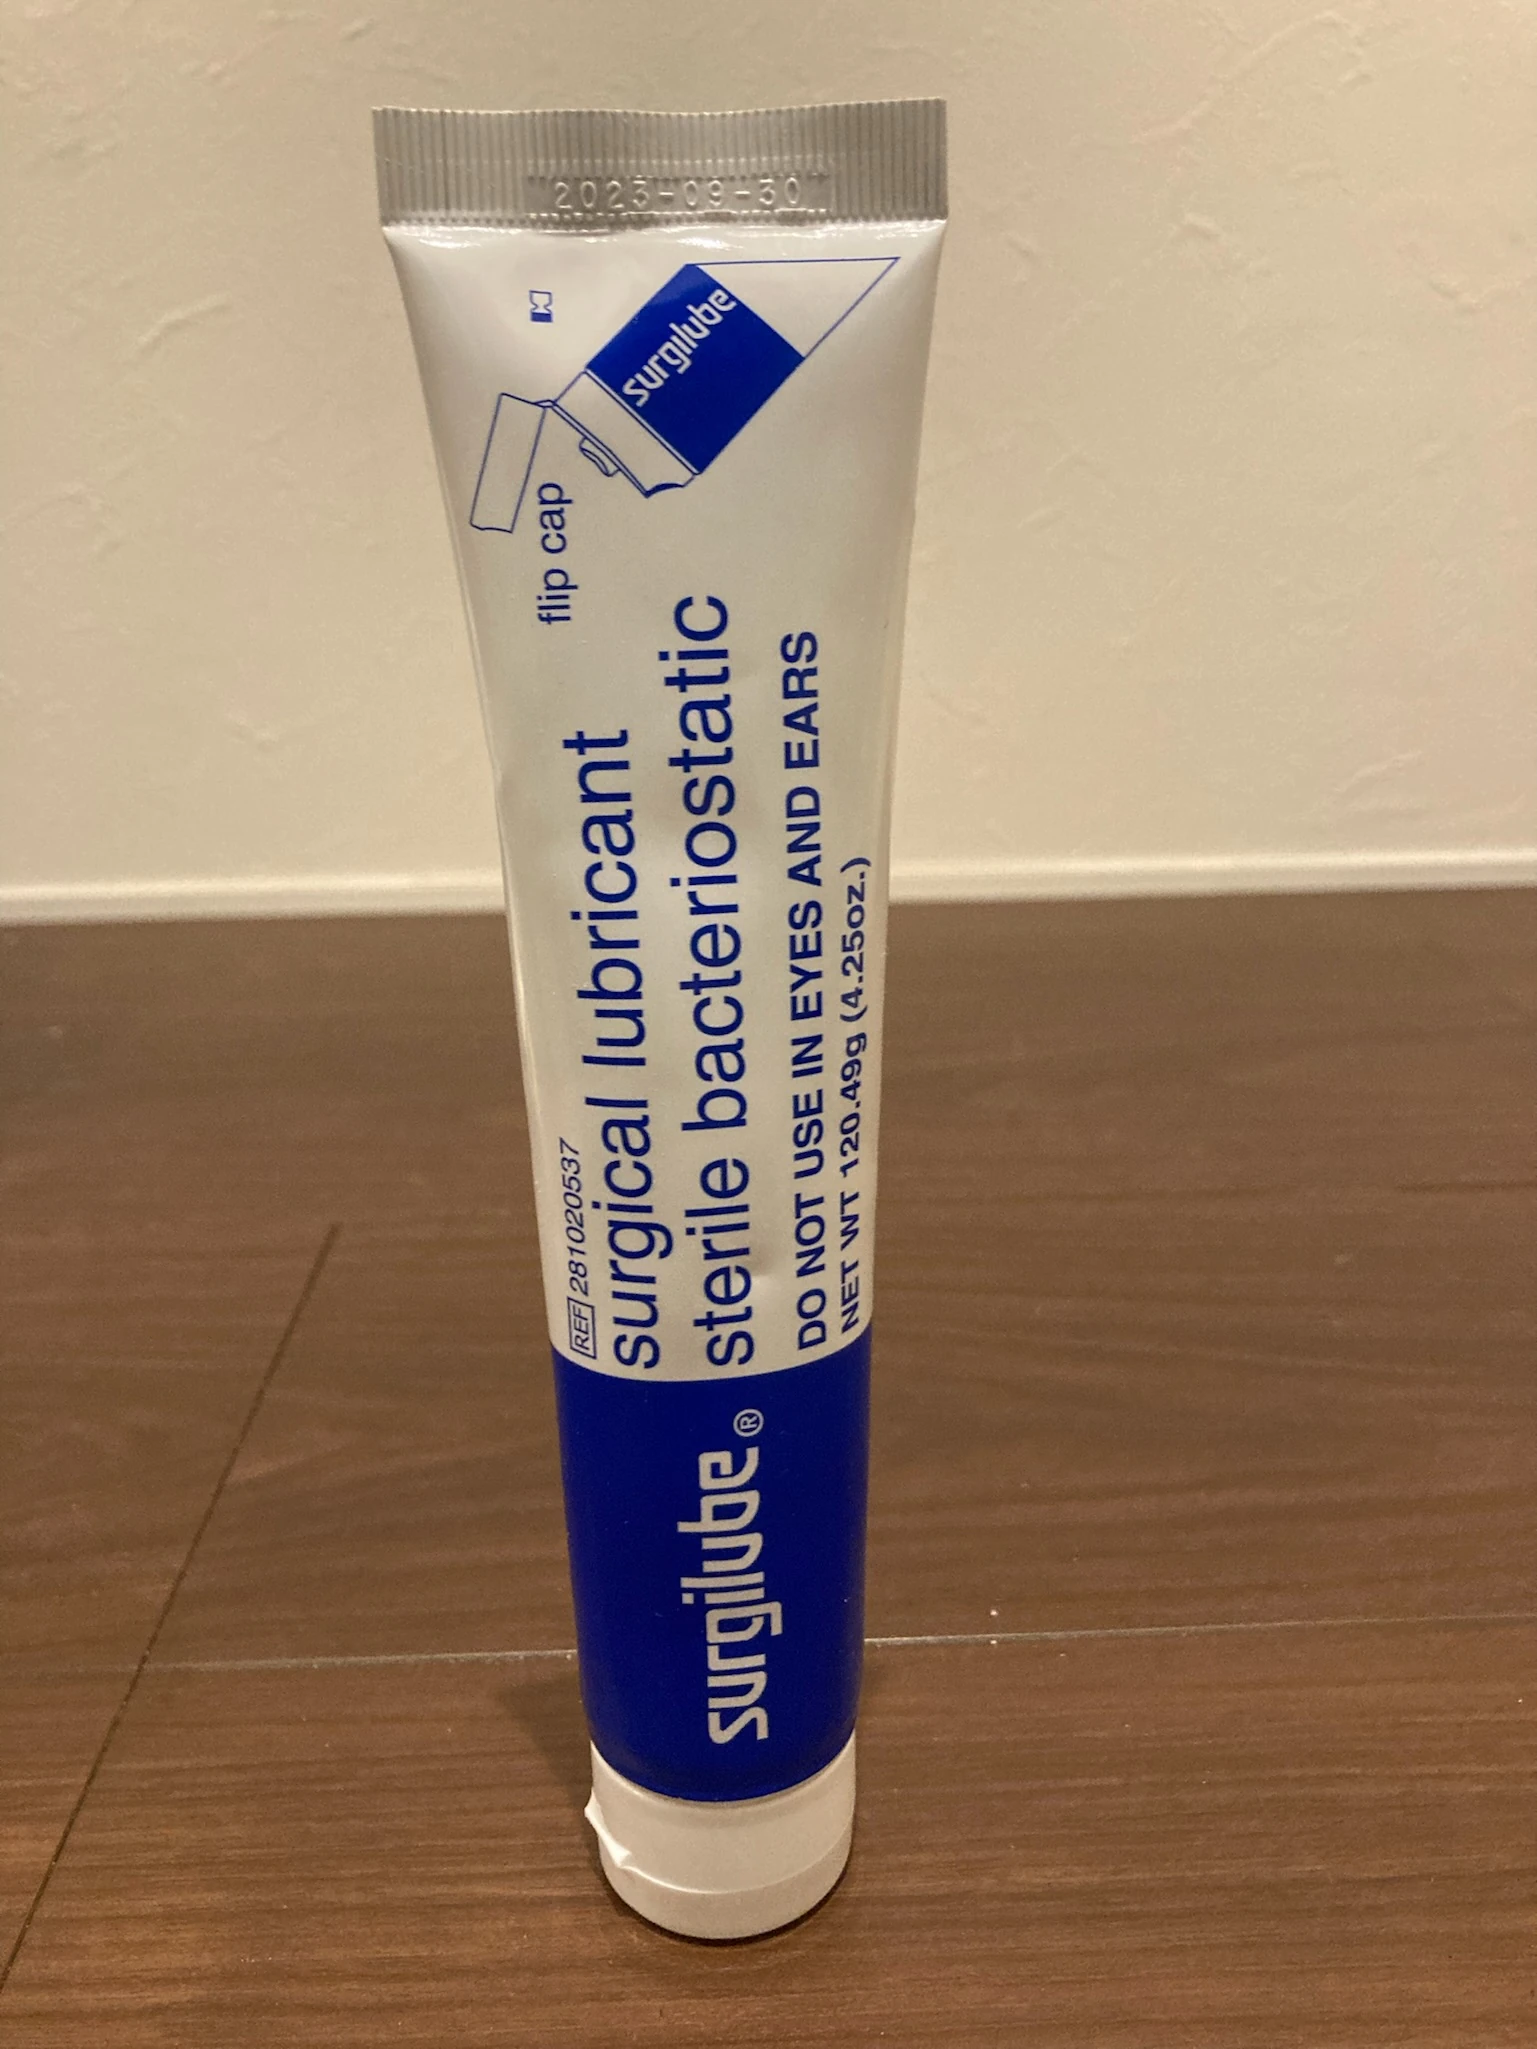 2023-09-30
surgilube
flip cap
REF 281020537
surgical lubricant
sterile bacteriostatic
DO NOT USE IN EYES AND EARS
NET WT 120.49g (4.25oz.)
surgilube®